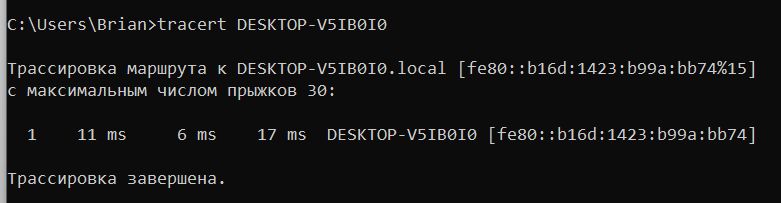 C:\Users\Brian>tracert DESKTOP-V5IB0I0
Трассировка маршрута к DESKTOP-V5IB0I0.local [fe80::b16d:1423:b99a:bb74%15]
с максимальным числом прыжков 30:
1 11 ms 6 ms 17 ms DESKTOP-V5IB0I0 [fe80::b16d:1423:b99a:bb74]
Трассировка завершена.